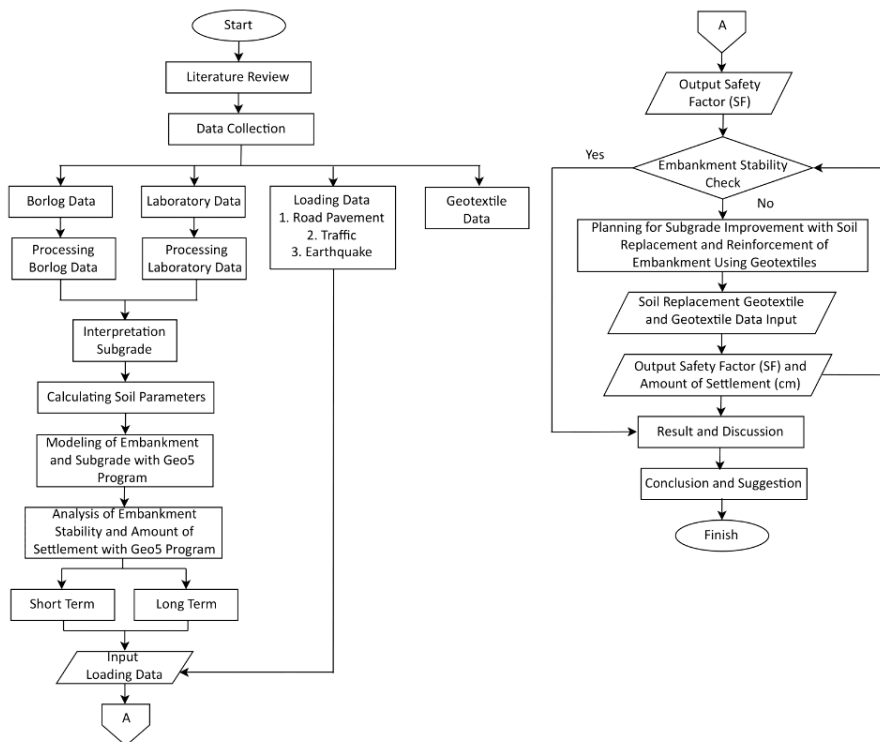 Start
Literature Review
Data Collection
Borlog Data
Laboratory Data
Loading Data
1. Road Pavement
2. Traffic
3. Earthquake
Geotextile
Data
Processing
Borlog Data
Processing
Laboratory Data
Interpretation
Subgrade
Calculating Soil Parameters
Modeling of Embankment
and Subgrade with Geo5
Program
Analysis of Embankment
Stability and Amount of
Settlement with Geo5 Program
Short Term
Long Term
Input
Loading Data
A
A
Output Safety
Factor (SF)
Yes
Embankment Stability
Check
No
Planning for Subgrade Improvement with Soil
Replacement and Reinforcement of
Embankment Using Geotextiles
Soil Replacement Geotextile
and Geotextile Data Input
Output Safety Factor (SF) and
Amount of Settlement (cm)
Result and Discussion
Conclusion and Suggestion
Finish